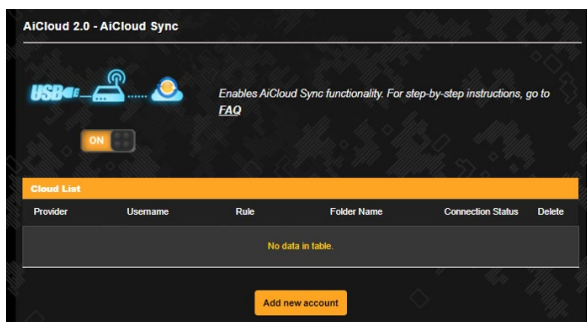 AiCloud 2.0 - AiCloud Sync
USB
Enables AiCloud Sync functionality. For step-by-step instructions, go to
FAQ
ON
Cloud List
Provider Username Rule Folder Name Connection Status Delete
No data in table.
Add new account